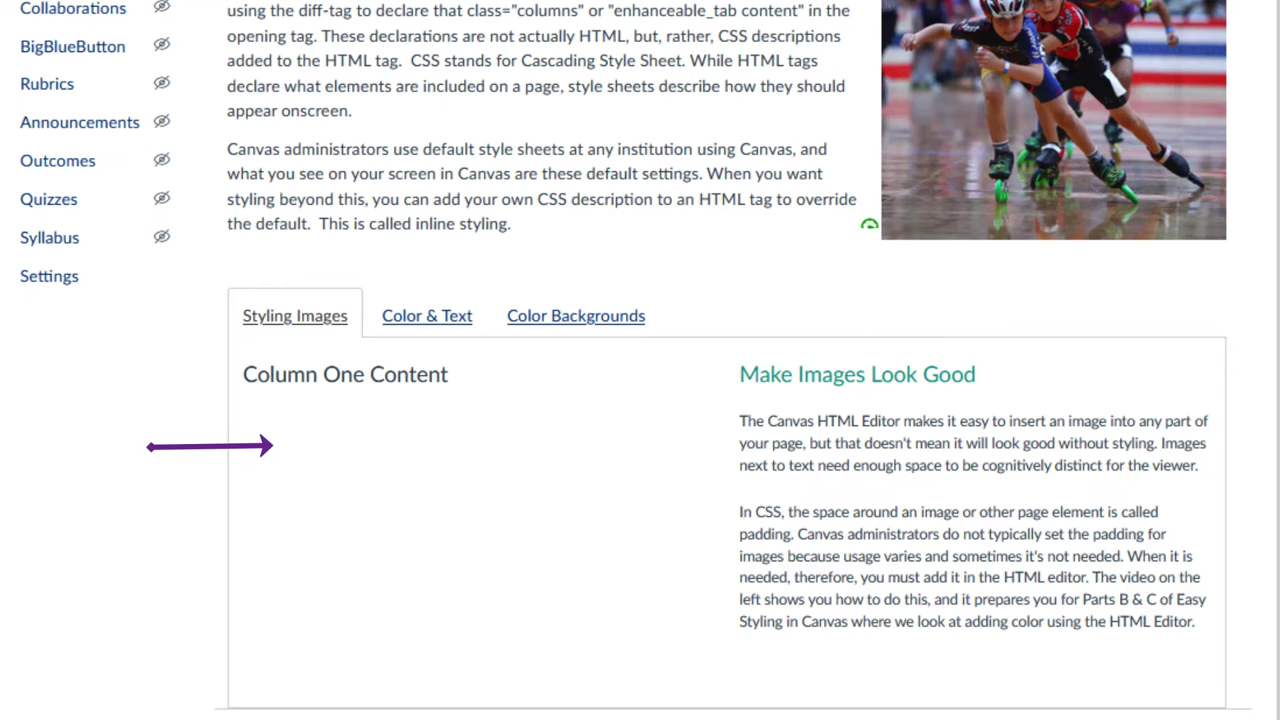 Collaborations
BigBlueButton
Rubrics
Announcements
Outcomes
Quizzes
Syllabus
Settings
using the diff-tag to declare that class="columns" or "enhanceable_tab content" in the
opening tag. These declarations are not actually HTML, but, rather, CSS descriptions
added to the HTML tag.  CSS stands for Cascading Style Sheet. While HTML tags
declare what elements are included on a page, style sheets describe how they should
appear onscreen.
Canvas administrators use default style sheets at any institution using Canvas, and
what you see on your screen in Canvas are these default settings. When you want
styling beyond this, you can add your own CSS description to an HTML tag to override
the default.  This is called inline styling.
Styling Images
Color & Text
Color Backgrounds
Column One Content
Make Images Look Good
The Canvas HTML Editor makes it easy to insert an image into any part of
your page, but that doesn't mean it will look good without styling. Images
next to text need enough space to be cognitively distinct for the viewer.
In CSS, the space around an image or other page element is called
padding. Canvas administrators do not typically set the padding for
images because usage varies and sometimes it's not needed. When it is
needed, therefore, you must add it in the HTML editor. The video on the
left shows you how to do this, and it prepares you for Parts B & C of Easy
Styling in Canvas where we look at adding color using the HTML Editor.